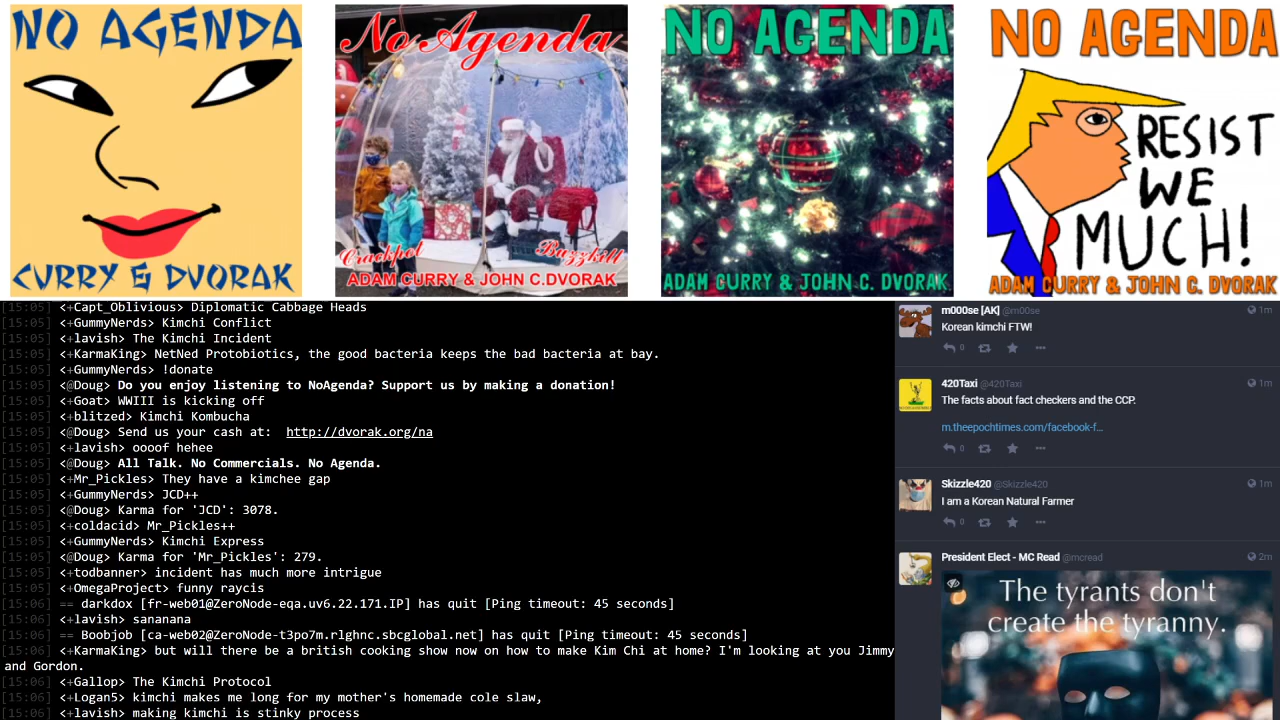 NO AGENDA
CURRY & DVORAK
No Agenda
Crackpot
Buzzkill
ADAM CURRY & JOHN C. DVORAK
NO AGENDA
ADAM CURRY & JOHN C. DVORAK
NO AGENDA
RESIST
WE
MUCH!
ADAM CURRY & JOHN C. DVORAK
[15:05] <+Capt_Oblivious> Diplomatic Cabbage Heads
[15:05] <+GummyNerds> Kimchi Conflict
[15:05] <+lavish> The Kimchi Incident
[15:05] <+KarmaKing> NetNed Protobiotics, the good bacteria keeps the bad bacteria at bay.
[15:05] <+GummyNerds> !donate
[15:05] <@Doug> Do you enjoy listening to NoAgenda? Support us by making a donation!
[15:05] <+Goat> WWIII is kicking off
[15:05] <+blitzed> Kimchi Kombucha
[15:05] <@Doug> Send us your cash at: http://dvorak.org/na
[15:05] <+lavish> oooof hehee
[15:05] <@Doug> All Talk. No Commercials. No Agenda.
[15:05] <+Mr_Pickles> They have a kimchee gap
[15:05] <+GummyNerds> JCD++
[15:05] <@Doug> Karma for 'JCD': 3078.
[15:05] <+coldacid> Mr_Pickles++
[15:05] <+GummyNerds> Kimchi Express
[15:05] <@Doug> Karma for 'Mr_Pickles': 279.
[15:05] <+todbanner> incident has much more intrigue
[15:05] <+OmegaProject> funny raycis
[15:06] == darkdox [fr-web01@ZeroNode-eqa.uv6.22.171.IP] has quit [Ping timeout: 45 seconds]
[15:06] <+lavish> sananana
[15:06] == Boobjob [ca-web02@ZeroNode-t3po7m.rlghnc.sbcglobal.net] has quit [Ping timeout: 45 seconds]
[15:06] <+KarmaKing> but will there be a british cooking show now on how to make Kim Chi at home? I'm looking at you Jimmy
and Gordon.
[15:06] <+Gallop> The Kimchi Protocol
[15:06] <+Logan5> kimchi makes me long for my mother's homemade cole slaw,
[15:06] <+lavish> making kimchi is stinky process
m000se [AK] @m00se 1m
Korean kimchi FTW!
0
420Taxi @420Taxi 1m
The facts about fact checkers and the CCP.
m.theepochtimes.com/facebook-f...
0
Skizzle420 @Skizzle420 1m
I am a Korean Natural Farmer
0
President Elect - MC Read @mcread 2m
The tyrants don't
create the tyranny.